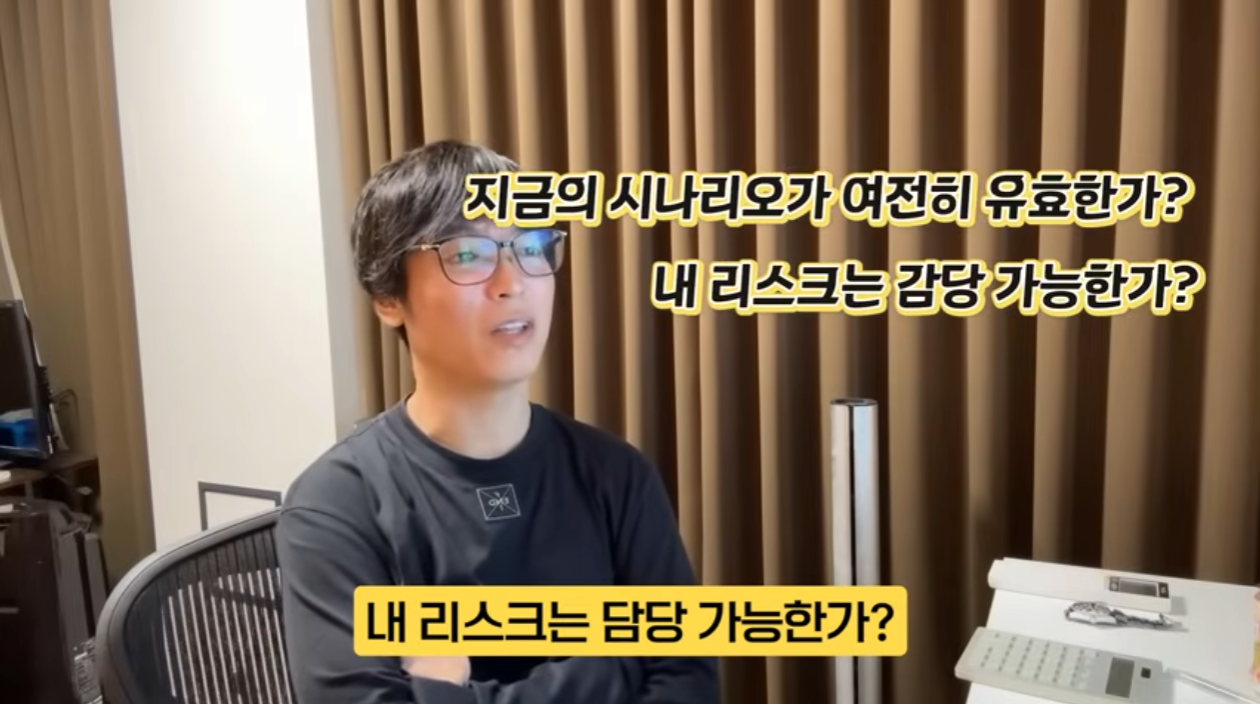 지금의 시나리오가 여전히 유효한가?
내 리스크는 감당 가능한가?
내 리스크는 담당 가능한가?